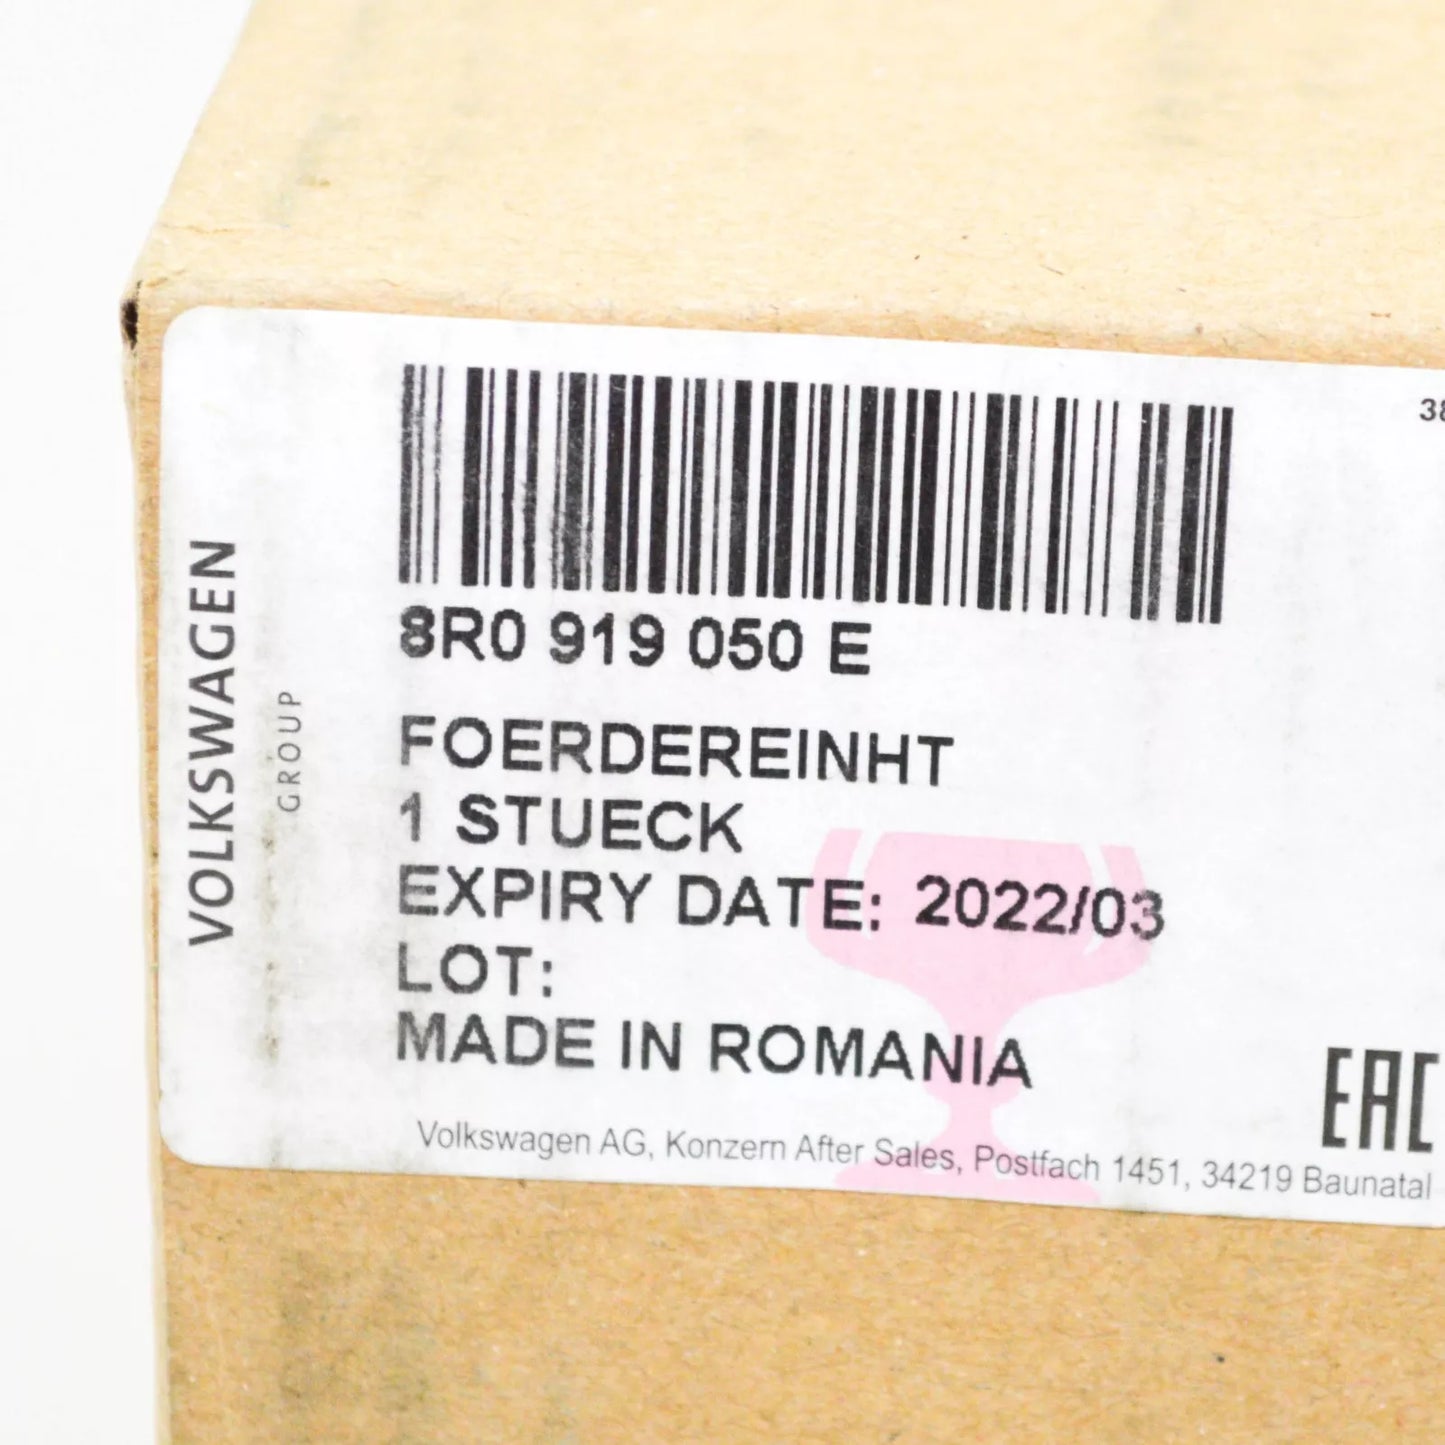 VOLKSWAGEN
GROUP
38
8R0 919 050 E
FOERDEREINHT
1 STUECK
EXPIRY DATE: 2022/03
LOT:
MADE IN ROMANIA
EAC
Volkswagen AG, Konzern After Sales, Postfach 1451, 34219 Baunatal